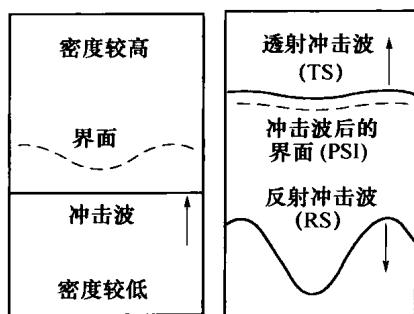 密度较高
界面
冲击波
密度较低
透射冲击波
(TS)
冲击波后的
界面(PSI)
反射冲击波
(RS)